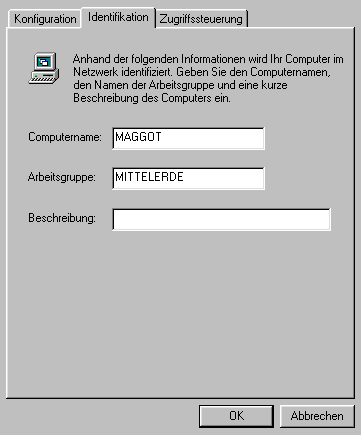 Konfiguration Identifikation Zugriffssteuerung
Anhand der folgenden Informationen wird Ihr Computer im
Netzwerk identifiziert. Geben Sie den Computernamen,
den Namen der Arbeitsgruppe und eine kurze
Beschreibung des Computers ein.
Computername: MAGGOT
Arbeitsgruppe: MITTELERDE
Beschreibung:
OK Abbrechen